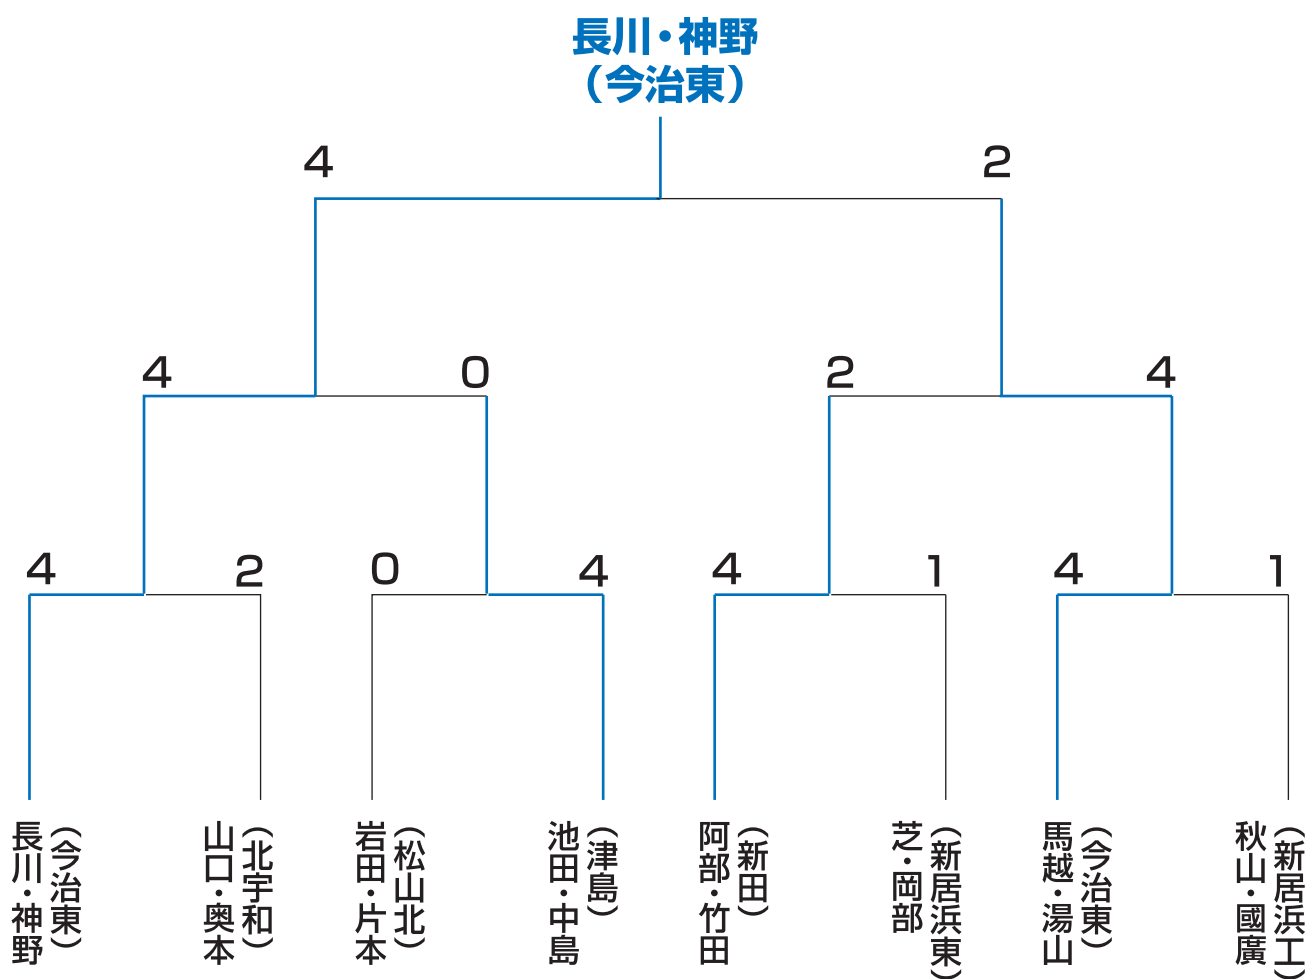 長川・神野
（今治東）
4
2
4
0
2
4
4
2
0
4
4
1
4
1
長川・神野
（今治東）
山口・奥本
（北宇和）
岩田・片本
（松山北）
池田・中島
（津島）
阿部・竹田
（新田）
芝・岡部
（新居浜東）
馬越・湯山
（今治東）
秋山・國廣
（新居浜工）